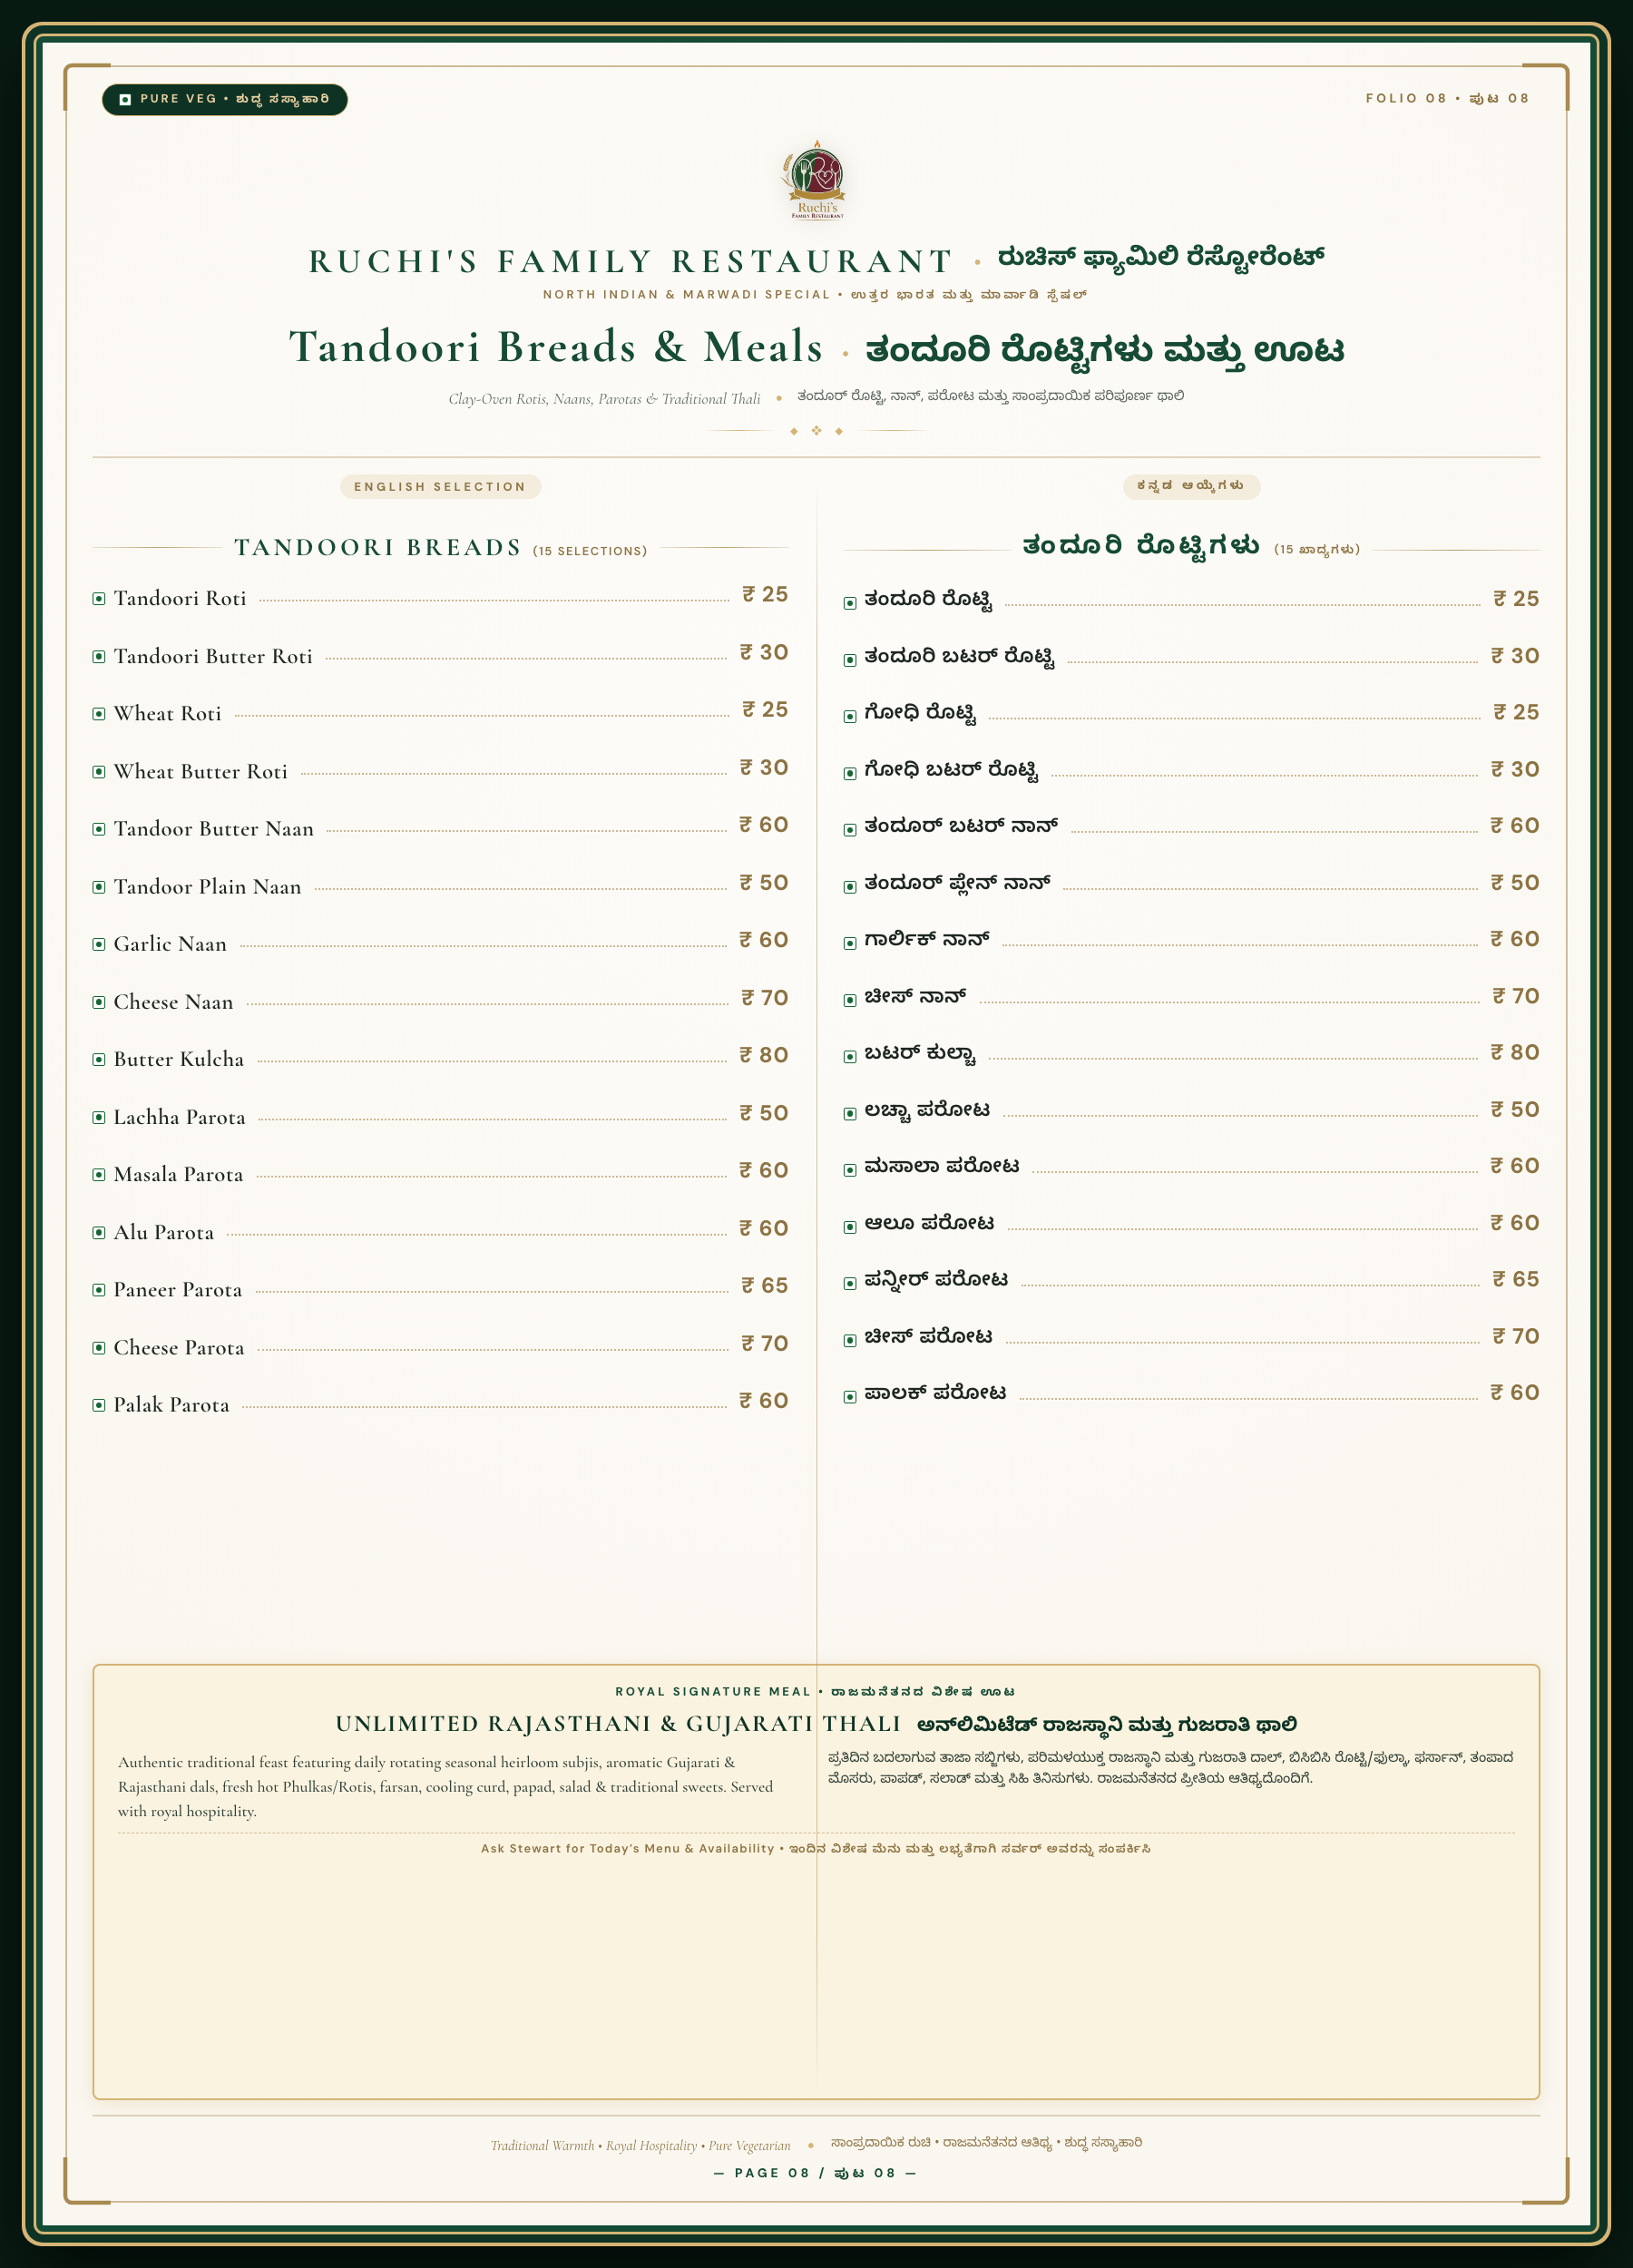 PURE VEG • ಶುದ್ಧ ಸಸ್ಯಾಹಾರಿ
FOLIO 08 • ಪುಟ 08
Ruchi's
FAMILY RESTAURANT
RUCHI'S FAMILY RESTAURANT • ರುಚಿಸ್ ಫ್ಯಾಮಿಲಿ ರೆಸ್ಟೋರೆಂಟ್
NORTH INDIAN & MARWADI SPECIAL • ಉತ್ತರ ಭಾರತ ಮತ್ತು ಮಾರ್ವಾಡಿ ಸ್ಪೆಷಲ್
Tandoori Breads & Meals • ತಂದೂರಿ ರೊಟ್ಟಿಗಳು ಮತ್ತು ಊಟ
Clay-Oven Rotis, Naans, Parotas & Traditional Thali • ತಂದೂರ್ ರೊಟ್ಟಿ, ನಾನ್, ಪರೋಟ ಮತ್ತು ಸಾಂಪ್ರದಾಯಿಕ ಪರಿಪೂರ್ಣ ಥಾಲಿ
ENGLISH SELECTION
TANDOORI BREADS (15 SELECTIONS)
Tandoori Roti ₹ 25
Tandoori Butter Roti ₹ 30
Wheat Roti ₹ 25
Wheat Butter Roti ₹ 30
Tandoor Butter Naan ₹ 60
Tandoor Plain Naan ₹ 50
Garlic Naan ₹ 60
Cheese Naan ₹ 70
Butter Kulcha ₹ 80
Lachha Parota ₹ 50
Masala Parota ₹ 60
Alu Parota ₹ 60
Paneer Parota ₹ 65
Cheese Parota ₹ 70
Palak Parota ₹ 60
ಕನ್ನಡ ಆಯ್ಕೆಗಳು
ತಂದೂರಿ ರೊಟ್ಟಿಗಳು (15 ಖಾದ್ಯಗಳು)
ತಂದೂರಿ ರೊಟ್ಟಿ ₹ 25
ತಂದೂರಿ ಬಟರ್ ರೊಟ್ಟಿ ₹ 30
ಗೋಧಿ ರೊಟ್ಟಿ ₹ 25
ಗೋಧಿ ಬಟರ್ ರೊಟ್ಟಿ ₹ 30
ತಂದೂರ್ ಬಟರ್ ನಾನ್ ₹ 60
ತಂದೂರ್ ಪ್ಲೇನ್ ನಾನ್ ₹ 50
ಗಾರ್ಲಿಕ್ ನಾನ್ ₹ 60
ಚೀಸ್ ನಾನ್ ₹ 70
ಬಟರ್ ಕುಲ್ಚಾ ₹ 80
ಲಚ್ಚಾ ಪರೋಟ ₹ 50
ಮಸಾಲಾ ಪರೋಟ ₹ 60
ಆಲೂ ಪರೋಟ ₹ 60
ಪನ್ನೀರ್ ಪರೋಟ ₹ 65
ಚೀಸ್ ಪರೋಟ ₹ 70
ಪಾಲಕ್ ಪರೋಟ ₹ 60
ROYAL SIGNATURE MEAL • ರಾಜಮನೆತನದ ವಿಶೇಷ ಊಟ
UNLIMITED RAJASTHANI & GUJARATI THALI ಅನ್‌ಲಿಮಿಟೆಡ್ ರಾಜಸ್ಥಾನಿ ಮತ್ತು ಗುಜರಾತಿ ಥಾಲಿ
Authentic traditional feast featuring daily rotating seasonal heirloom subjis, aromatic Gujarati &
Rajasthani dals, fresh hot Phulkas/Rotis, farsan, cooling curd, papad, salad & traditional sweets. Served
with royal hospitality.
ಪ್ರತಿದಿನ ಬದಲಾಗುವ ತಾಜಾ ಸಬ್ಜಿಗಳು, ಪರಿಮಳಯುಕ್ತ ರಾಜಸ್ಥಾನಿ ಮತ್ತು ಗುಜರಾತಿ ದಾಲ್, ಬಿಸಿಬಿಸಿ ರೊಟ್ಟಿ/ಫುಲ್ಕಾ, ಫರ್ಸಾನ್, ತಂಪಾದ
ಮೊಸರು, ಪಾಪಡ್, ಸಲಾಡ್ ಮತ್ತು ಸಿಹಿ ತಿನಿಸುಗಳು. ರಾಜಮನೆತನದ ಪ್ರೀತಿಯ ಆತಿಥ್ಯದೊಂದಿಗೆ.
Ask Stewart for Today's Menu & Availability • ಇಂದಿನ ವಿಶೇಷ ಮೆನು ಮತ್ತು ಲಭ್ಯತೆಗಾಗಿ ಸರ್ವರ್ ಅವರನ್ನು ಸಂಪರ್ಕಿಸಿ
Traditional Warmth • Royal Hospitality • Pure Vegetarian • ಸಾಂಪ್ರದಾಯಿಕ ರುಚಿ • ರಾಜಮನೆತನದ ಆತಿಥ್ಯ • ಶುದ್ಧ ಸಸ್ಯಾಹಾರಿ
— PAGE 08 / ಪುಟ 08 —